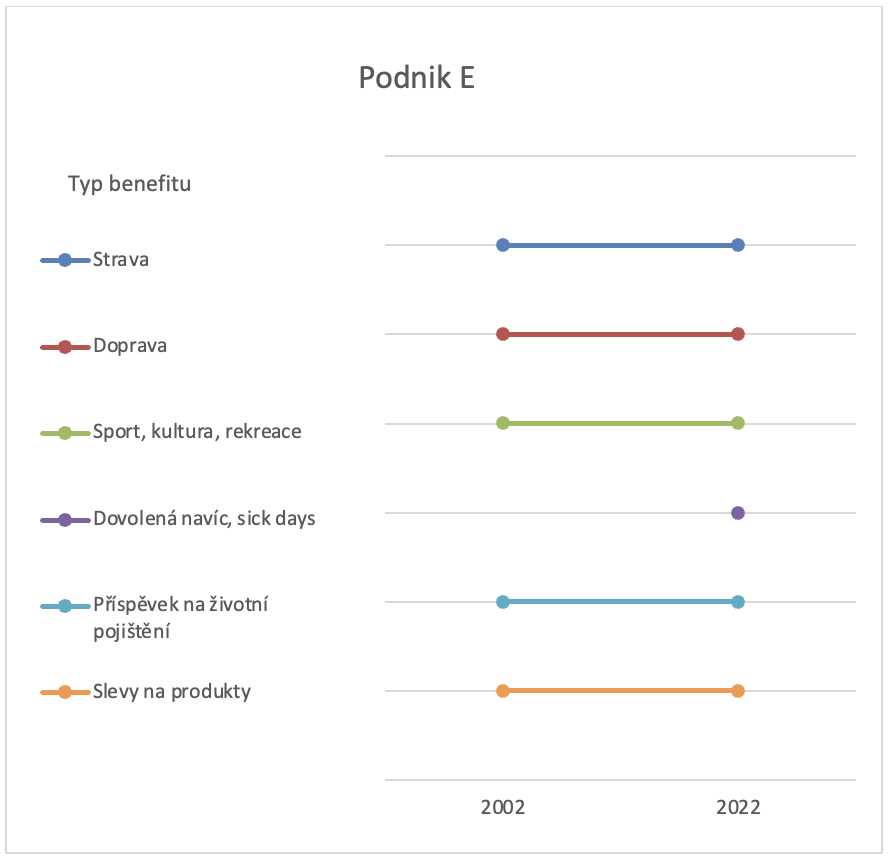 Podnik E
Typ benefitu
Strava
Doprava
Sport, kultura, rekreace
Dovolená navíc, sick days
Příspěvek na životní
pojištění
Slevy na produkty
2002
2022